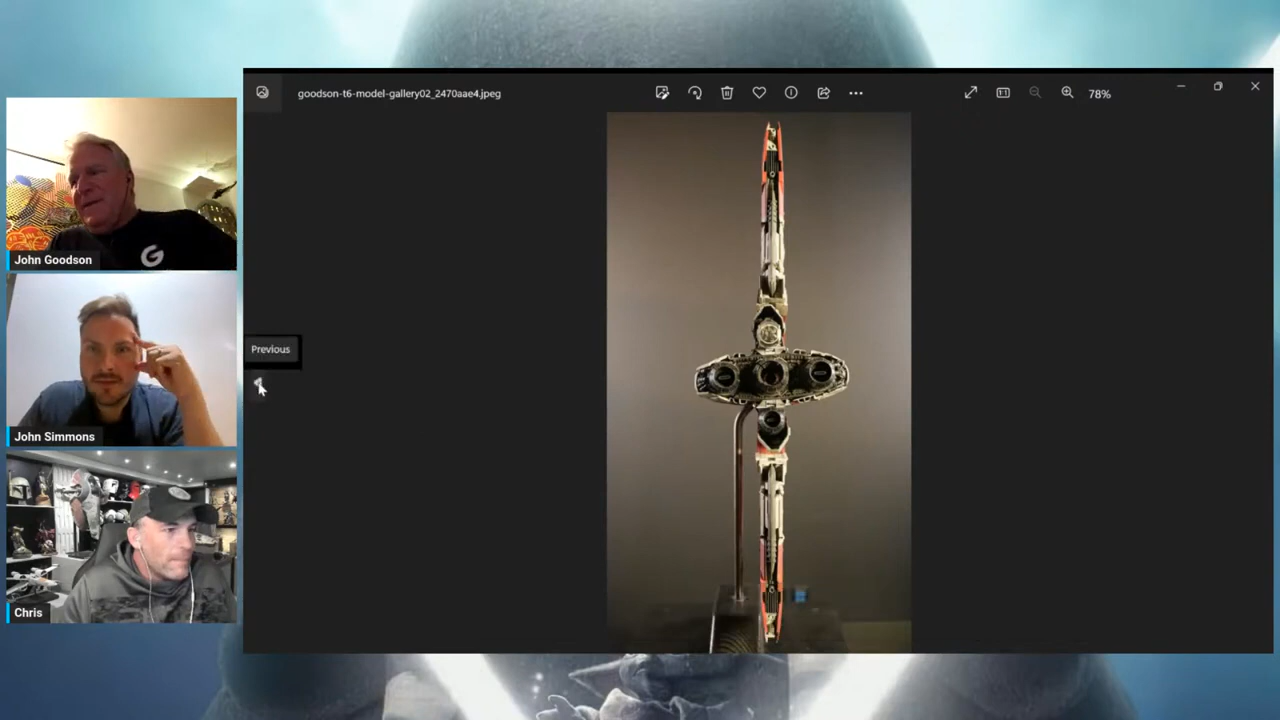 goodson-t6-model-gallery02_2470aae4.jpeg
78%
Previous
G
John Goodson
John Simmons
Chris